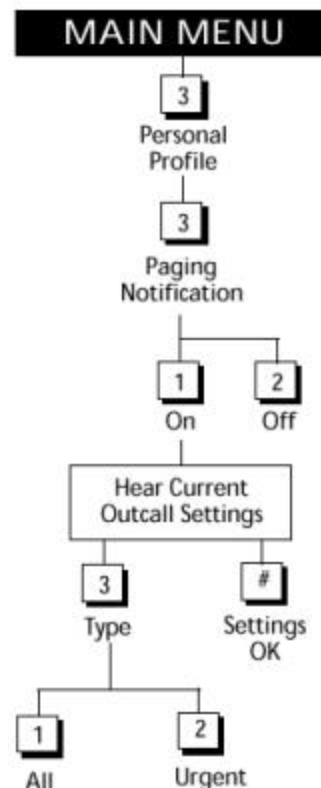 MAIN MENU
3
Personal
Profile
3
Paging
Notification
1 2
On Off
Hear Current
Outcall Settings
3 #
Type Settings
OK
1 2
All Urgent